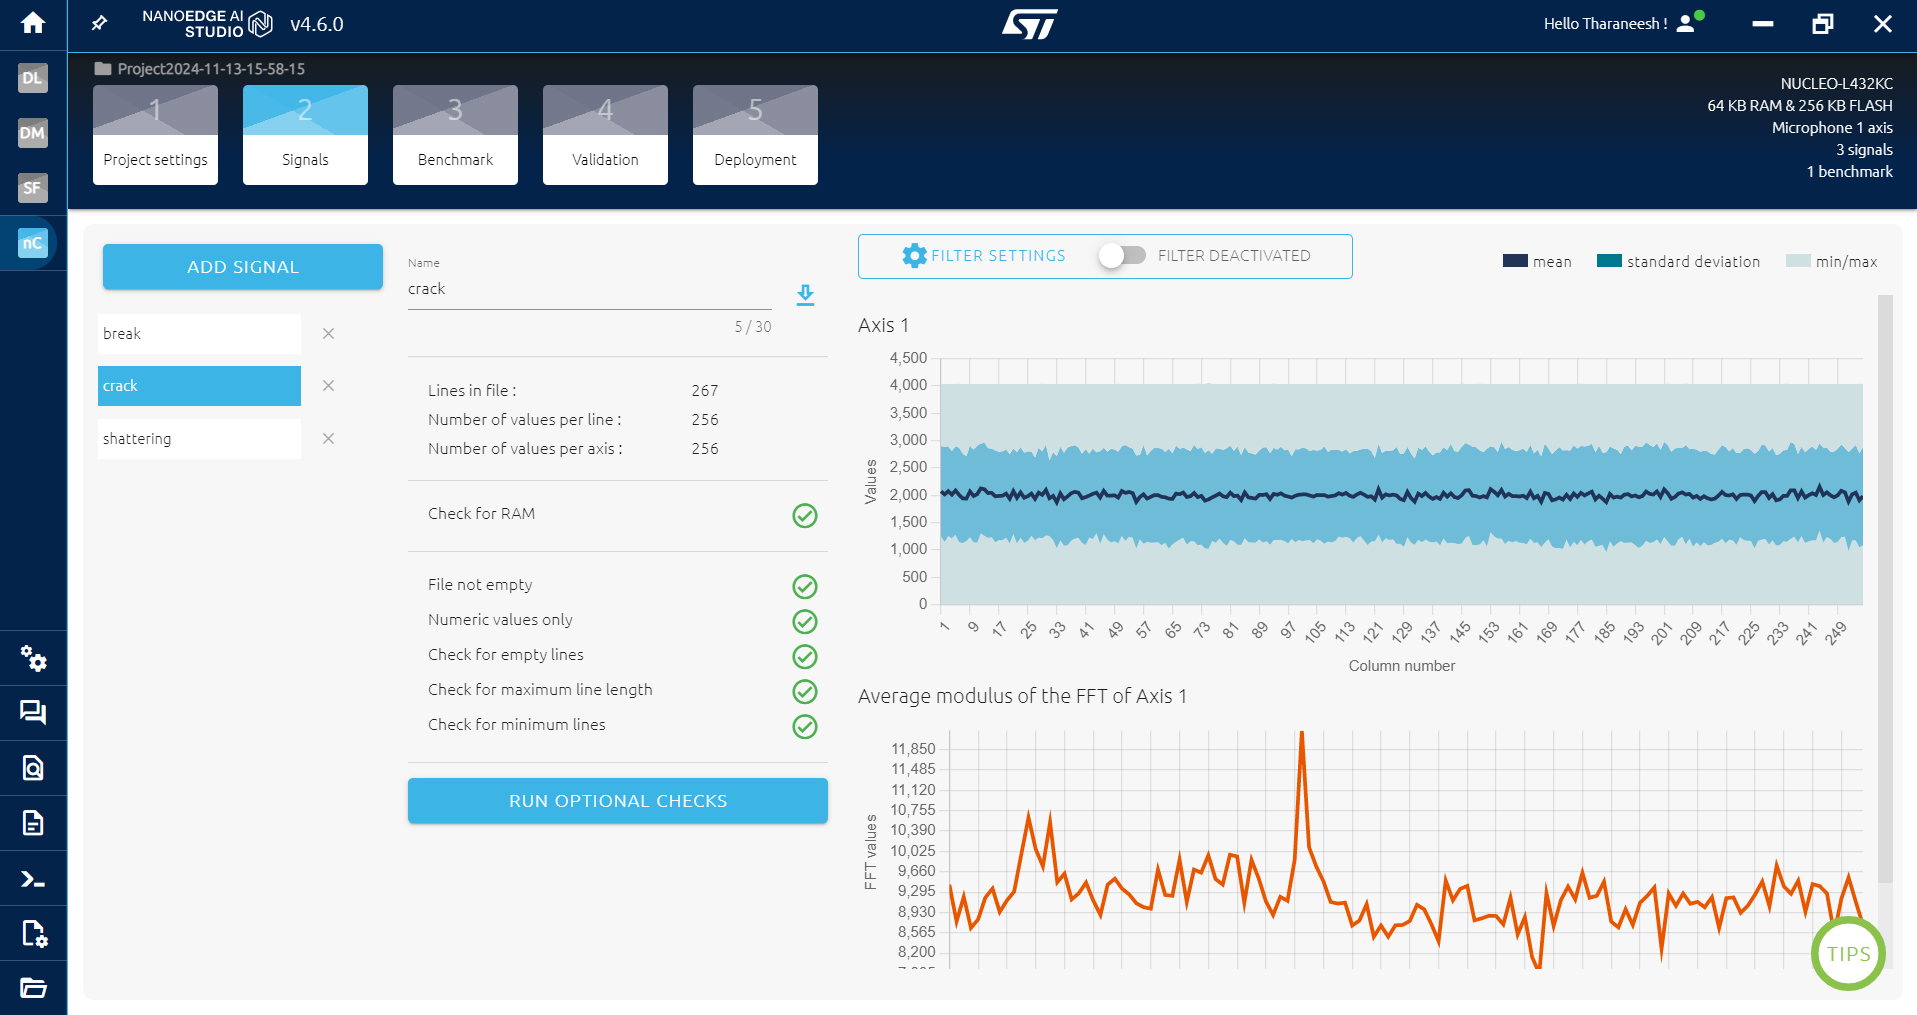 NANOEDGE AI
STUDIO
v4.6.0
ST
Hello Tharaneesh !
DL
DM
SF
nC
Project2024-11-13-15-58-15
1
Project settings
2
Signals
3
Benchmark
4
Validation
5
Deployment
NUCLEO-L432KC
64 KB RAM & 256 KB FLASH
Microphone 1 axis
3 signals
1 benchmark
ADD SIGNAL
break
crack
shattering
Name
crack
5 / 30
Lines in file : 267
Number of values per line : 256
Number of values per axis : 256
Check for RAM
File not empty
Numeric values only
Check for empty lines
Check for maximum line length
Check for minimum lines
RUN OPTIONAL CHECKS
FILTER SETTINGS
FILTER DEACTIVATED
mean standard deviation min/max
Axis 1
4,500
4,000
3,500
3,000
2,500
2,000
1,500
1,000
500
0
Values
1 9 17 25 33 41 49 57 65 73 81 89 97 105 113 121 129 137 145 153 161 169 177 185 193 201 209 217 225 233 241 249
Column number
Average modulus of the FFT of Axis 1
11,850
11,485
11,120
10,755
10,390
10,025
9,660
9,295
8,930
8,565
8,200
FFT values
TIPS